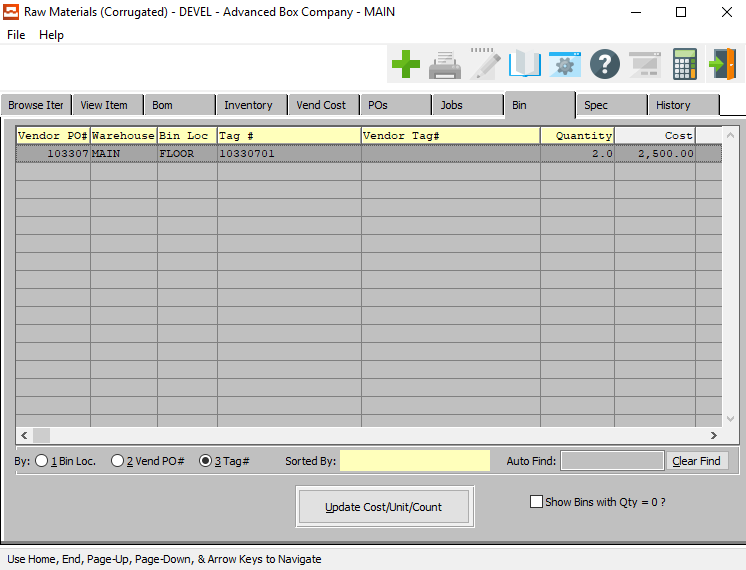 Raw Materials (Corrugated) - DEVEL - Advanced Box Company - MAIN
File Help
Browse Iter View Item Bom Inventory Vend Cost POs Jobs Bin Spec History
Vendor PO# Warehouse Bin Loc Tag # Vendor Tag# Quantity Cost
103307 MAIN FLOOR 10330701 2.0 2,500.00
By: 1 Bin Loc. 2 Vend PO# 3 Tag# Sorted By: Auto Find: Clear Find
Update Cost/Unit/Count Show Bins with Qty = 0 ?
Use Home, End, Page-Up, Page-Down, & Arrow Keys to Navigate